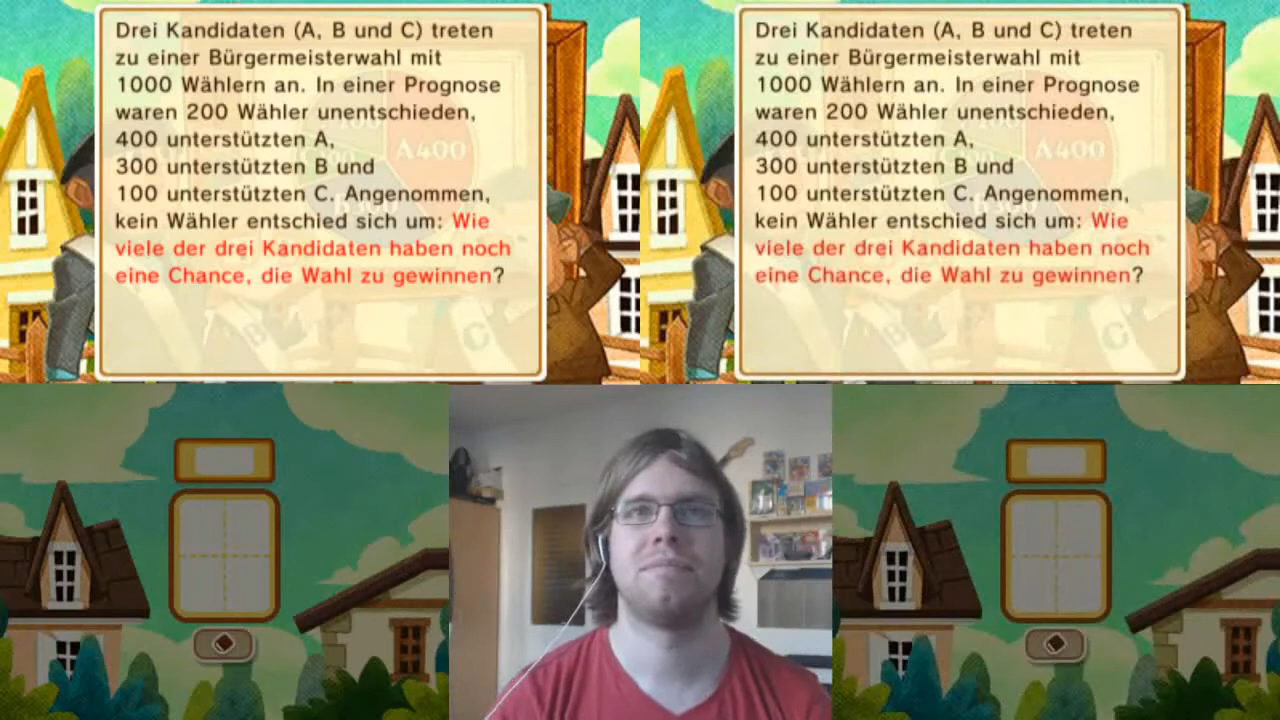 Drei Kandidaten (A, B und C) treten
zu einer Bürgermeisterwahl mit
1000 Wählern an. In einer Prognose
waren 200 Wähler unentschieden,
400 unterstützten A,
300 unterstützten B und
100 unterstützten C. Angenommen,
kein Wähler entschied sich um: Wie
viele der drei Kandidaten haben noch
eine Chance, die Wahl zu gewinnen?
A400
B
C
Drei Kandidaten (A, B und C) treten
zu einer Bürgermeisterwahl mit
1000 Wählern an. In einer Prognose
waren 200 Wähler unentschieden,
400 unterstützten A,
300 unterstützten B und
100 unterstützten C. Angenommen,
kein Wähler entschied sich um: Wie
viele der drei Kandidaten haben noch
eine Chance, die Wahl zu gewinnen?
A400
B
C